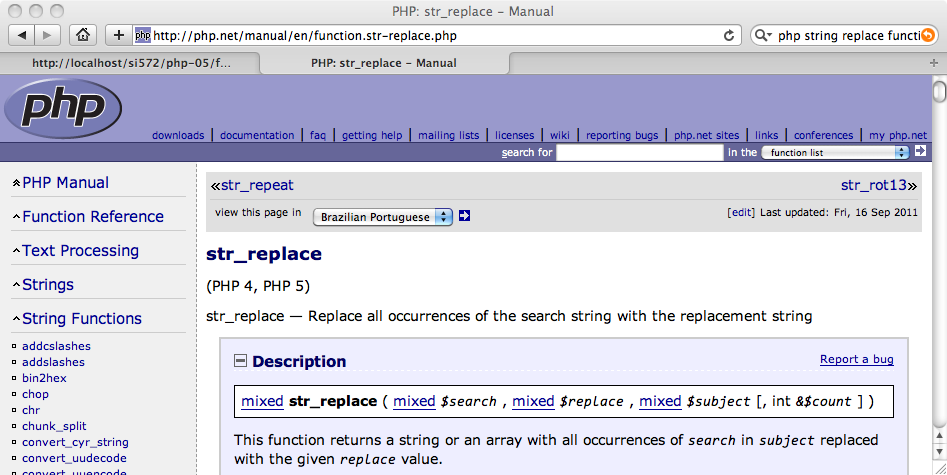 PHP: str_replace – Manual
http://php.net/manual/en/function.str-replace.php
php string replace functi
http://localhost/si572/php-05/f...
PHP: str_replace – Manual
php
downloads | documentation | faq | getting help | mailing lists | licenses | wiki | reporting bugs | php.net sites | links | conferences | my php.net
search for in the function list
PHP Manual
Function Reference
Text Processing
Strings
String Functions
addcslashes
addslashes
bin2hex
chop
chr
chunk_split
convert_cyr_string
convert_uudecode
convert_uuencode
«str_repeat
str_rot13»
view this page in Brazilian Portuguese
[edit] Last updated: Fri, 16 Sep 2011
str_replace
(PHP 4, PHP 5)
str_replace — Replace all occurrences of the search string with the replacement string
Description
Report a bug
mixed str_replace ( mixed $search , mixed $replace , mixed $subject [, int &$count ] )
This function returns a string or an array with all occurrences of search in subject replaced
with the given replace value.